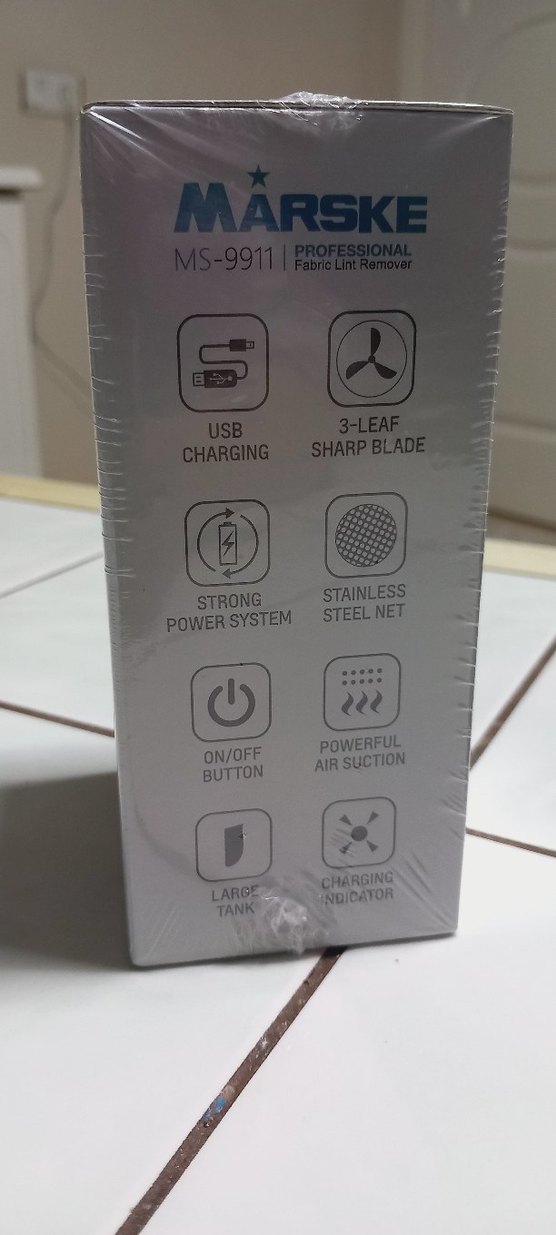 MARSKE
MS-9911 | PROFESSIONAL
Fabric Lint Remover
USB
CHARGING
3-LEAF
SHARP BLADE
STRONG
POWER SYSTEM
STAINLESS
STEEL NET
ON/OFF
BUTTON
POWERFUL
AIR SUCTION
LARGE
TANK
CHARGING
INDICATOR